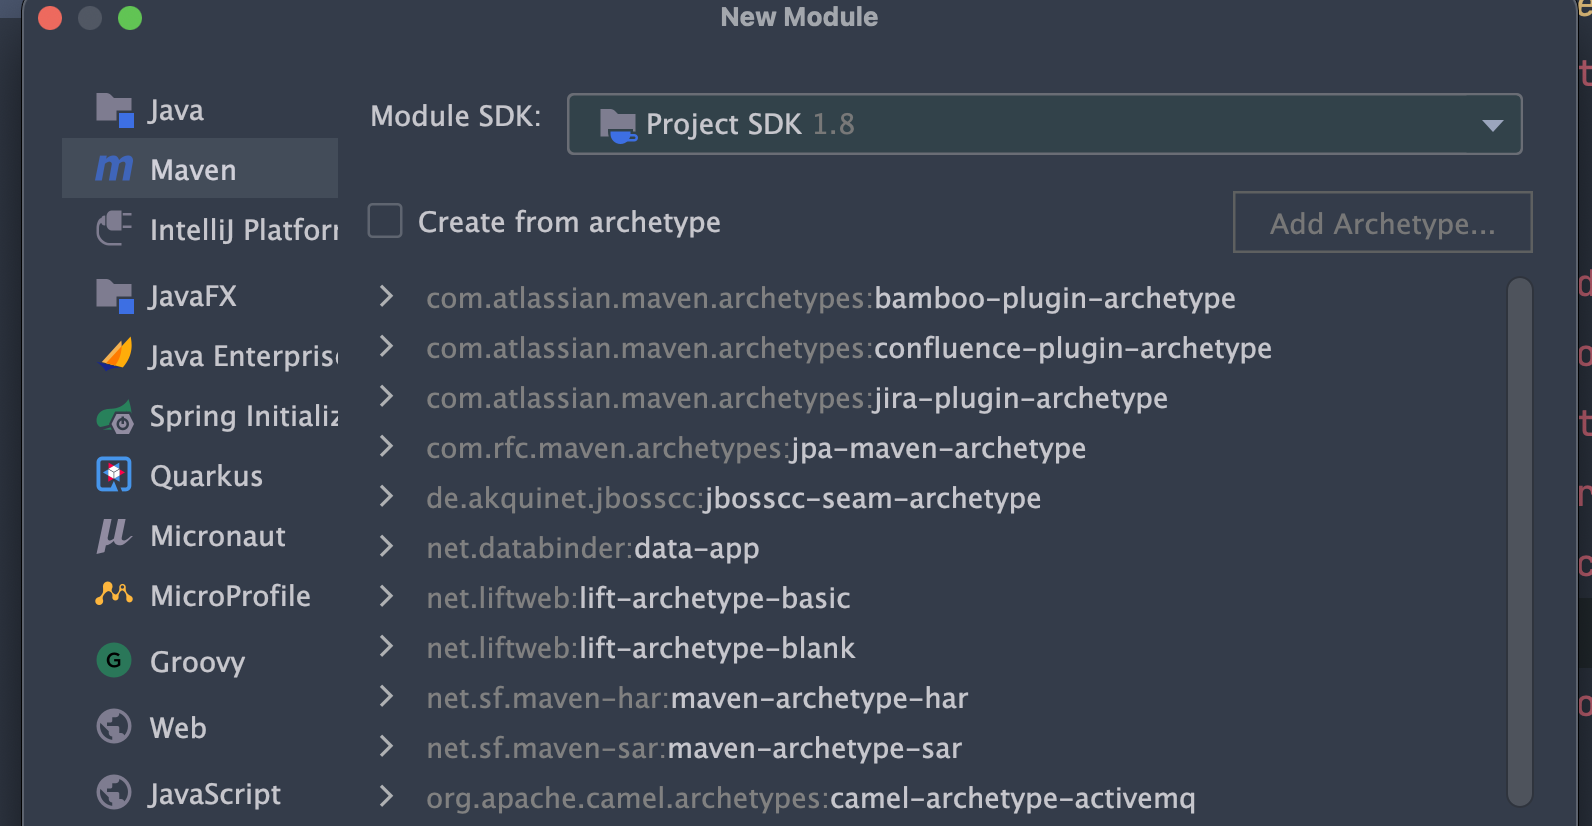 New Module
Java
Maven
IntelliJ Platfor
JavaFX
Java Enterpris
Spring Initializ
Quarkus
Micronaut
MicroProfile
Groovy
Web
JavaScript
Module SDK:
Project SDK 1.8
Create from archetype
Add Archetype...
com.atlassian.maven.archetypes:bamboo-plugin-archetype
com.atlassian.maven.archetypes:confluence-plugin-archetype
com.atlassian.maven.archetypes:jira-plugin-archetype
com.rfc.maven.archetypes:jpa-maven-archetype
de.akquinet.jbosscc:jbosscc-seam-archetype
net.databinder:data-app
net.liftweb:lift-archetype-basic
net.liftweb:lift-archetype-blank
net.sf.maven-har:maven-archetype-har
net.sf.maven-sar:maven-archetype-sar
org.apache.camel.archetypes:camel-archetype-activemq